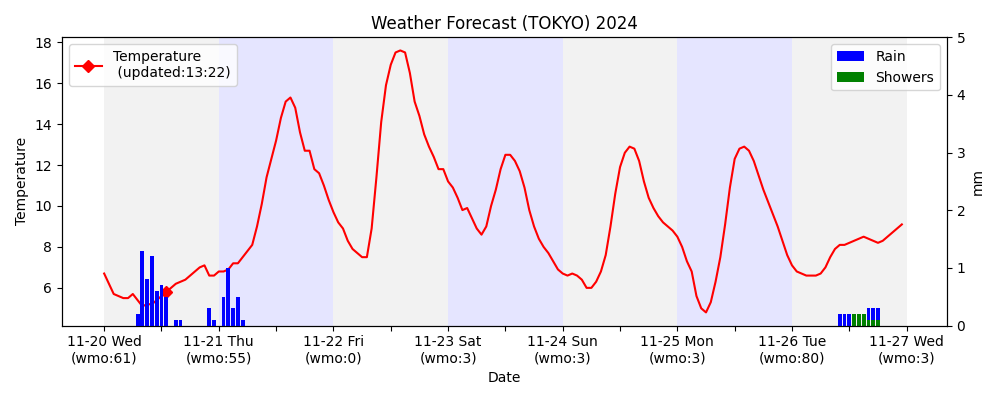 Weather Forecast (TOKYO) 2024
Temperature
(updated:13:22)
Rain
Showers
Temperature
18
16
14
12
10
8
6
5
4
3
2
1
0
mm
11-20 Wed
(wmo:61)
11-21 Thu
(wmo:55)
11-22 Fri
(wmo:0)
11-23 Sat
(wmo:3)
11-24 Sun
(wmo:3)
11-25 Mon
(wmo:3)
11-26 Tue
(wmo:80)
11-27 Wed
(wmo:3)
Date